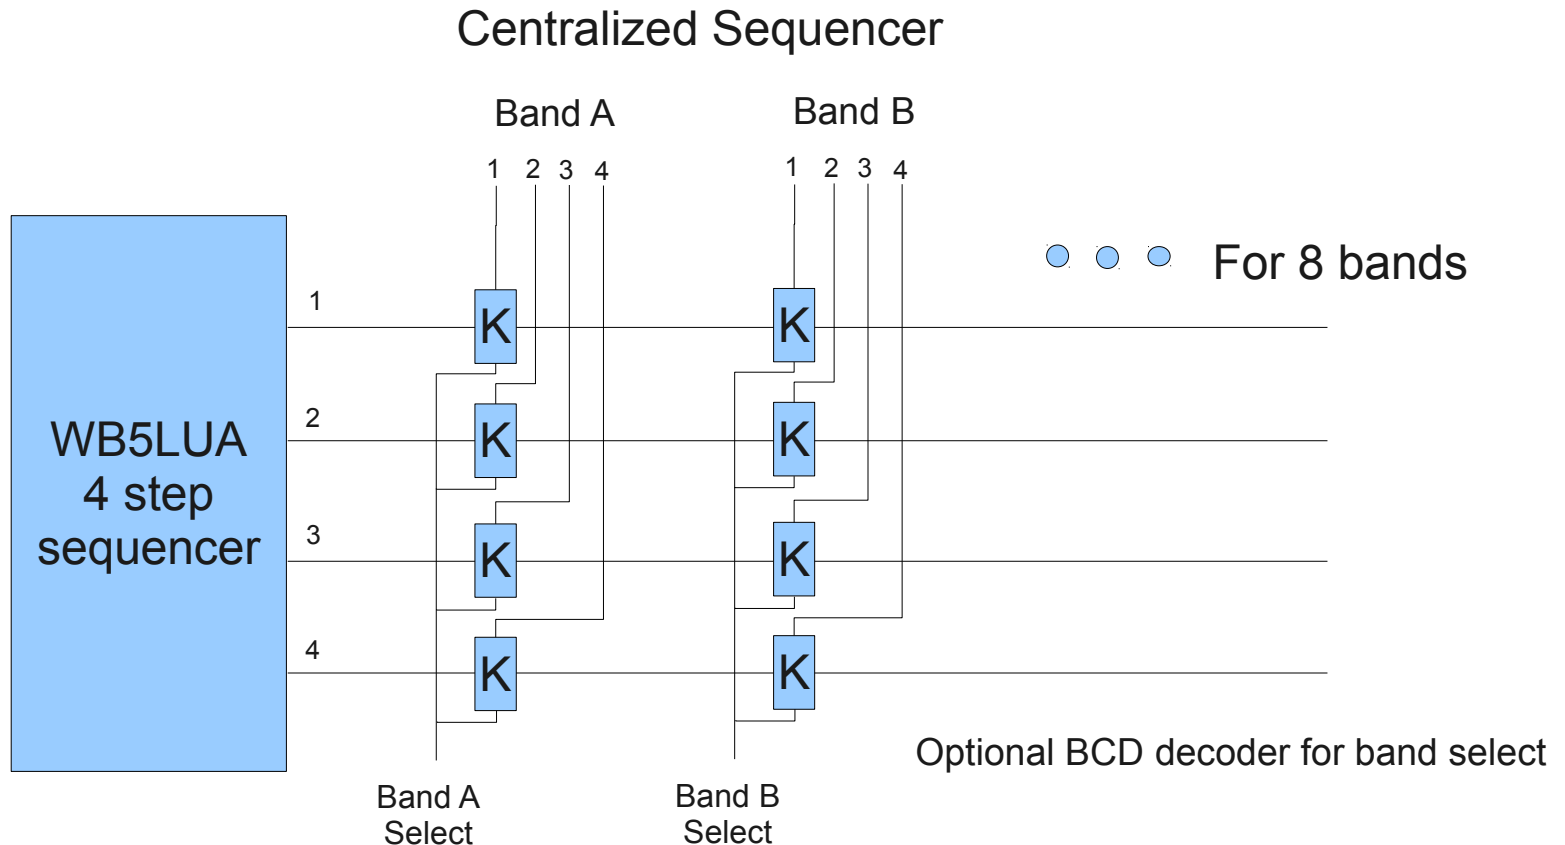 Centralized Sequencer
Band A
Band B
1 2 3 4
1 2 3 4
For 8 bands
1
K
K
2
K
K
WB5LUA
4 step
sequencer
3
K
K
4
K
K
Optional BCD decoder for band select
Band A
Select
Band B
Select